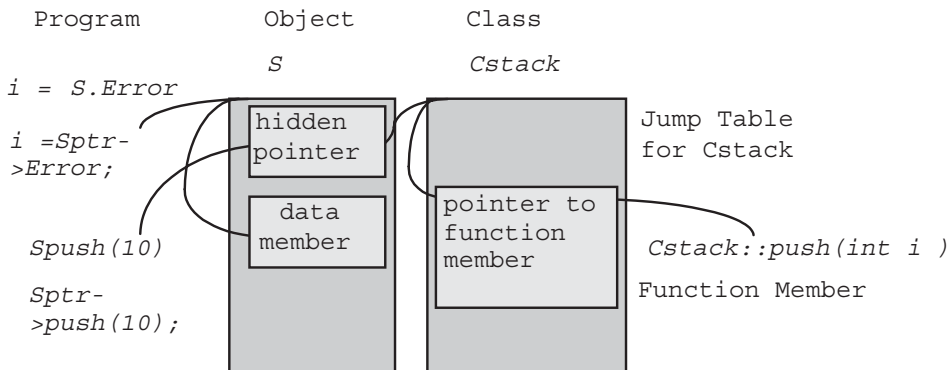 Program Object Class
S Cstack
i = S.Error
i =Sptr-
>Error;
hidden
pointer
Jump Table
for Cstack
data
member
pointer to
function
member
Spush(10)
Cstack::push(int i )
Sptr-
>push(10);
Function Member